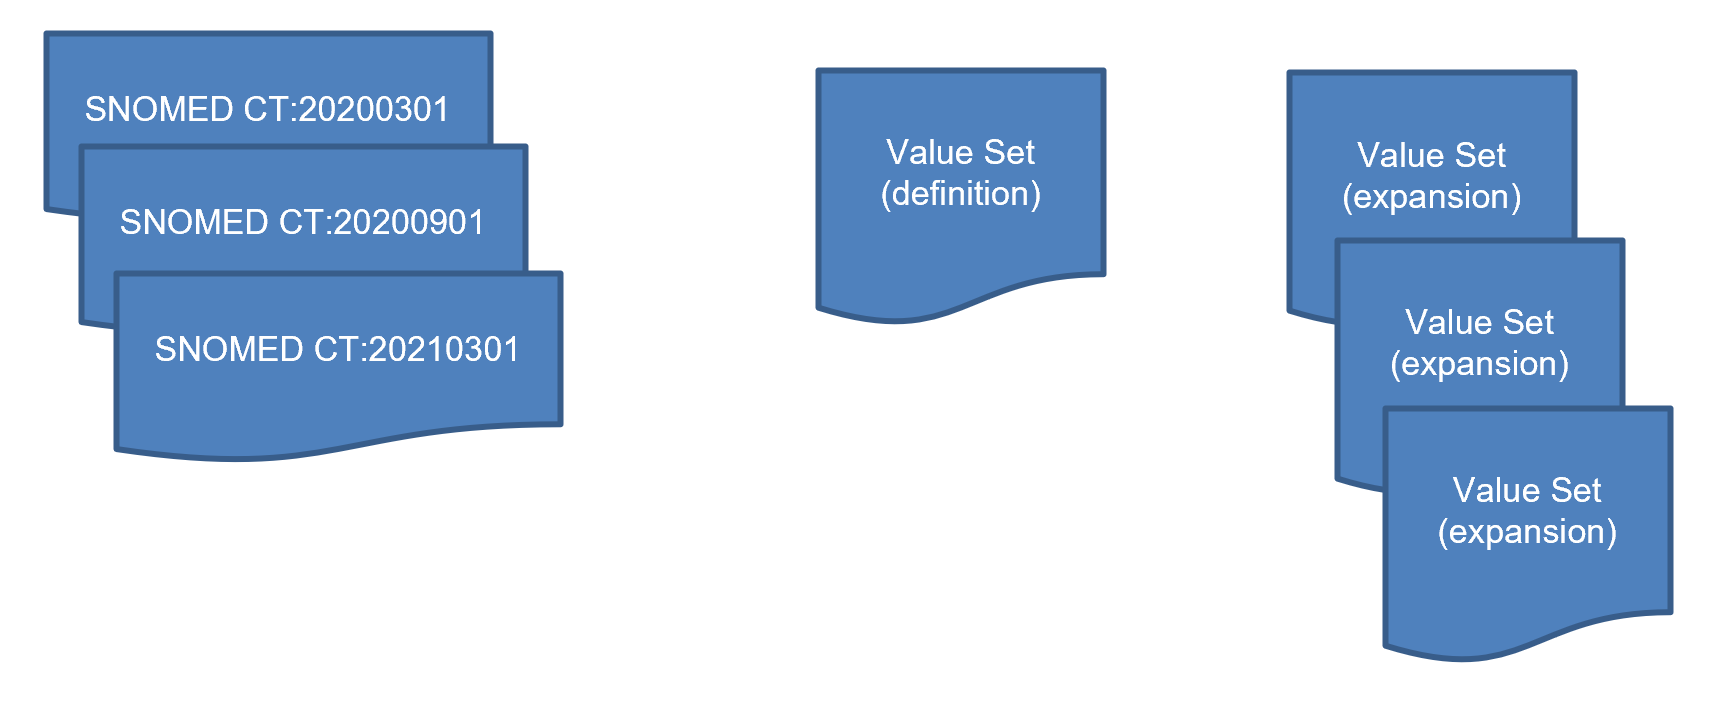 SNOMED CT:20200301
SNOMED CT:20200901
SNOMED CT:20210301
Value Set
(definition)
Value Set
(expansion)
Value Set
(expansion)
Value Set
(expansion)